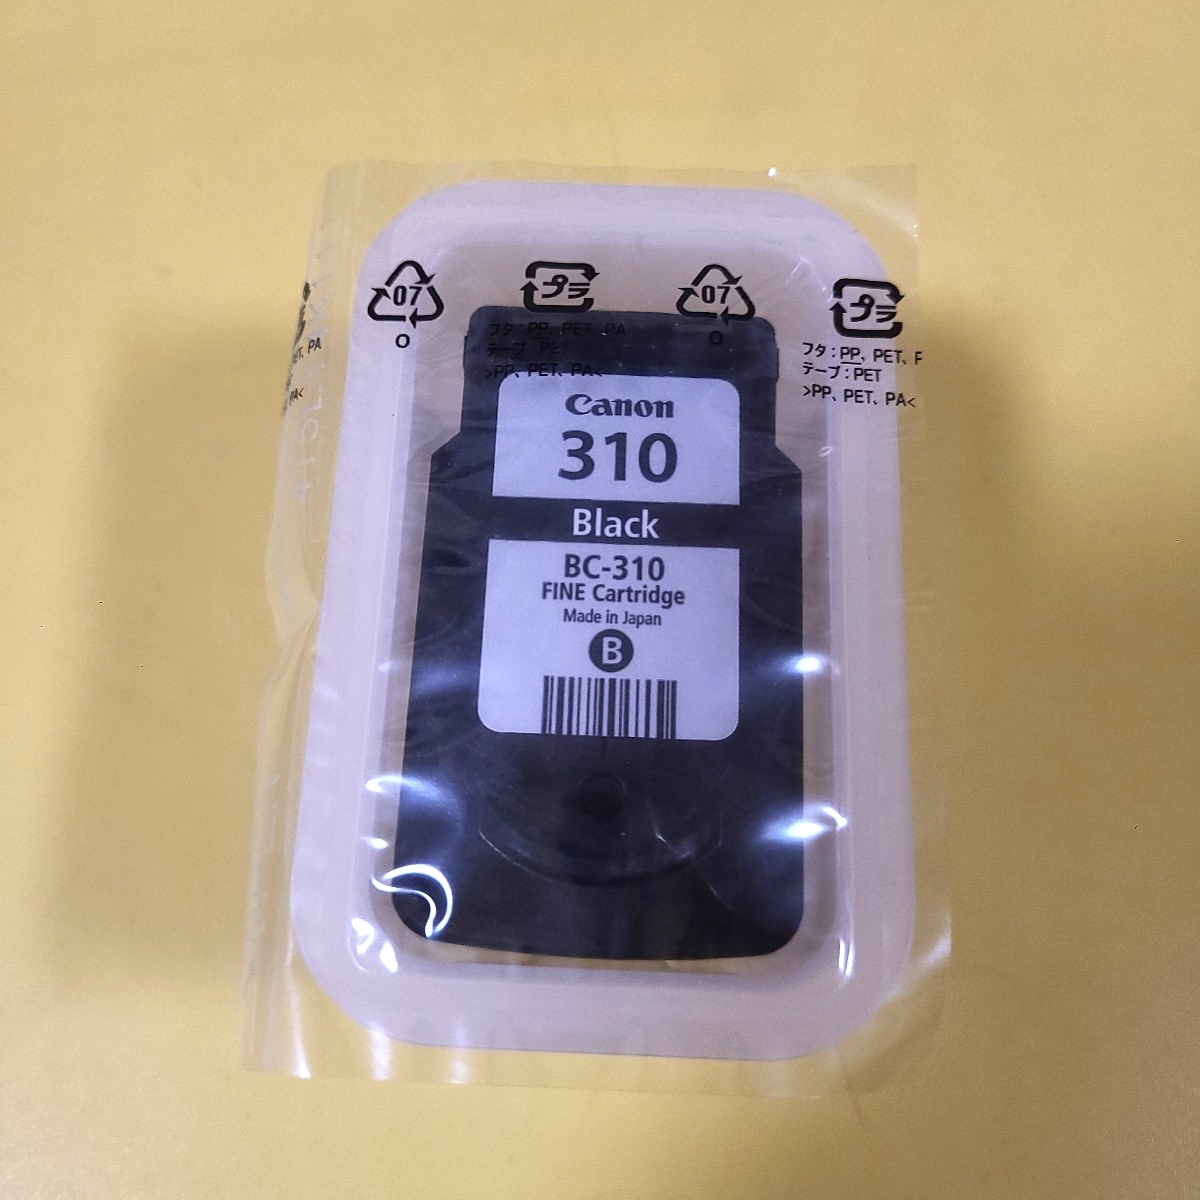 07
プラ
07
プラ
O
O
フタ:PP、PET、PA
テープ:PET
>PP、PET、PA<
フタ:PP、PET、P
テープ:PET
>PP、PET、PA<
ET、PA
PA<
Canon
310
Black
BC-310
FINE Cartridge
Made in Japan
B